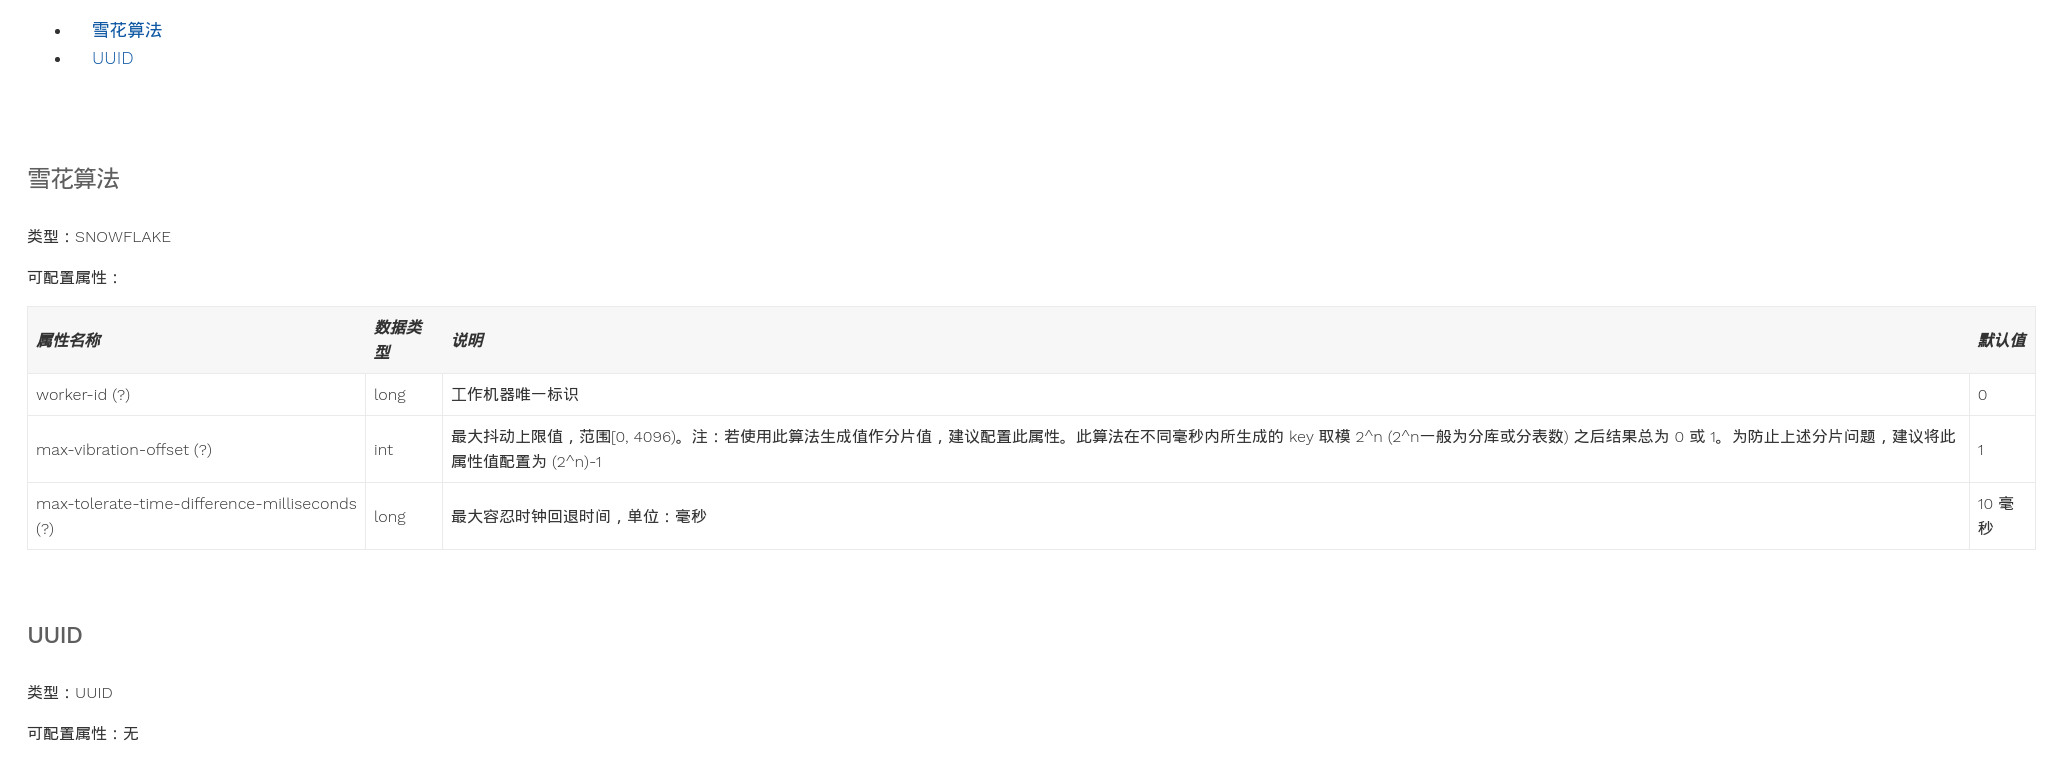 雪花算法
UUID
雪花算法
类型：SNOWFLAKE
可配置属性：
属性名称 数据类型 说明 默认值
worker-id (?) long 工作机器唯一标识 0
max-vibration-offset (?) int 最大抖动上限值，范围[0, 4096)。注：若使用此算法生成值作分片值，建议配置此属性。此算法在不同毫秒内所生成的 key 取模 2^n (2^n一般为分库或分表数) 之后结果总为 0 或 1。为防止上述分片问题，建议将此属性值配置为 (2^n)-1 1
max-tolerate-time-difference-milliseconds (?) long 最大容忍时钟回退时间，单位：毫秒 10 毫秒
UUID
类型：UUID
可配置属性：无